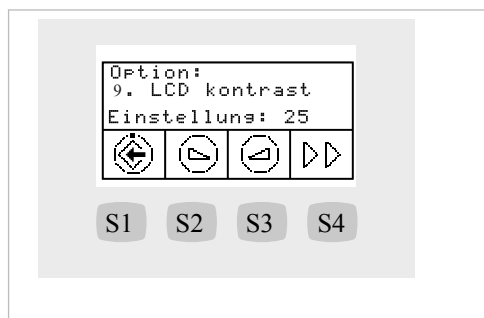 Option:
9. LCD kontrast
Einstellung: 25
S1 S2 S3 S4